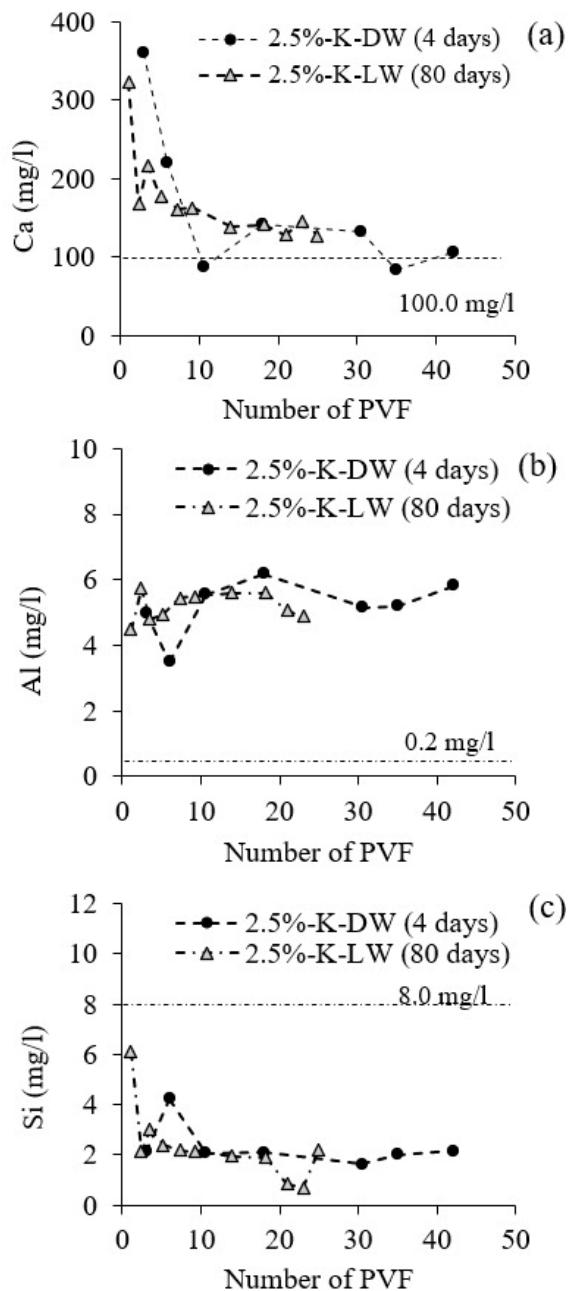 400
300
200
100
0
Ca (mg/l)
2.5%-K-DW (4 days)
2.5%-K-LW (80 days)
(a)
100.0 mg/l
0 10 20 30 40 50
Number of PVF
10
8
6
4
2
0
Al (mg/l)
2.5%-K-DW (4 days)
2.5%-K-LW (80 days)
(b)
0.2 mg/l
0 10 20 30 40 50
Number of PVF
12
10
8
6
4
2
0
Si (mg/l)
2.5%-K-DW (4 days)
2.5%-K-LW (80 days)
(c)
8.0 mg/l
0 10 20 30 40 50
Number of PVF